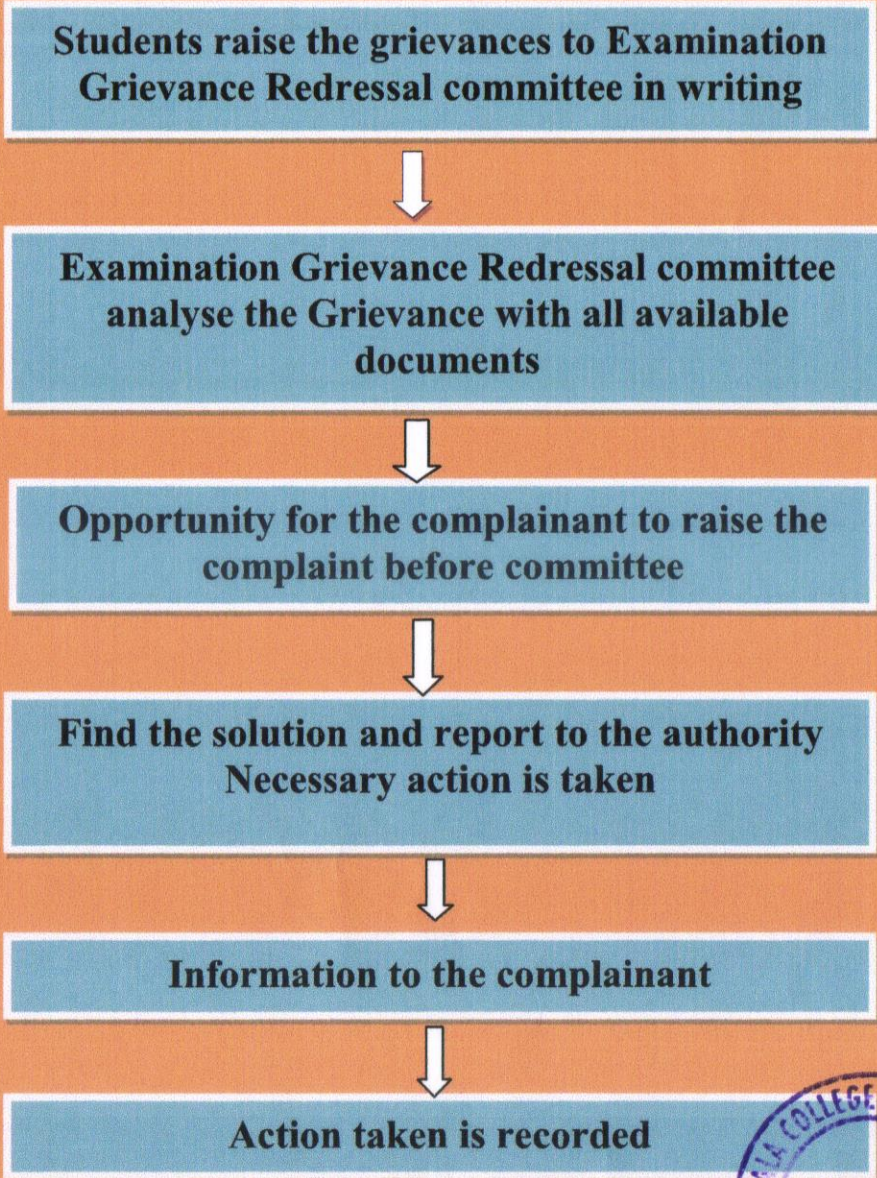 Students raise the grievances to Examination
Grievance Redressal committee in writing
Examination Grievance Redressal committee
analyse the Grievance with all available
documents
Opportunity for the complainant to raise the
complaint before committee
Find the solution and report to the authority
Necessary action is taken
Information to the complainant
Action taken is recorded
COLLEGE